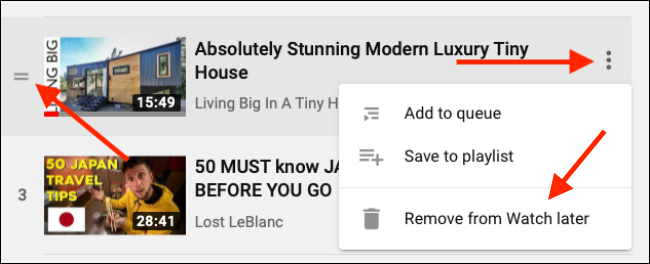 LIVING BIG
Absolutely Stunning Modern Luxury Tiny
House
Living Big In A Tiny H
15:49
Add to queue
Save to playlist
Remove from Watch later
3
50 JAPAN
TRAVEL
TIPS
28:41
50 MUST know JA
BEFORE YOU GO
Lost LeBlanc